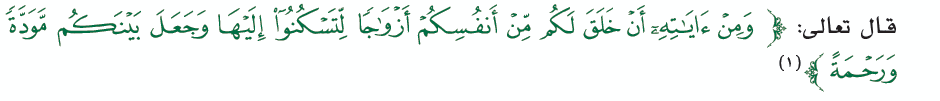 قال تعالى: ﴿ وَمِنْ ءَايَـٰتِهِۦٓ أَنْ خَلَقَ لَكُم مِّنْ أَنفُسِكُمْ أَزْوَٰجًا لِّتَسْكُنُوٓا۟ إِلَيْهَا وَجَعَلَ بَيْنَكُم مَّوَدَّةً
وَرَحْمَةً ﴾(١)